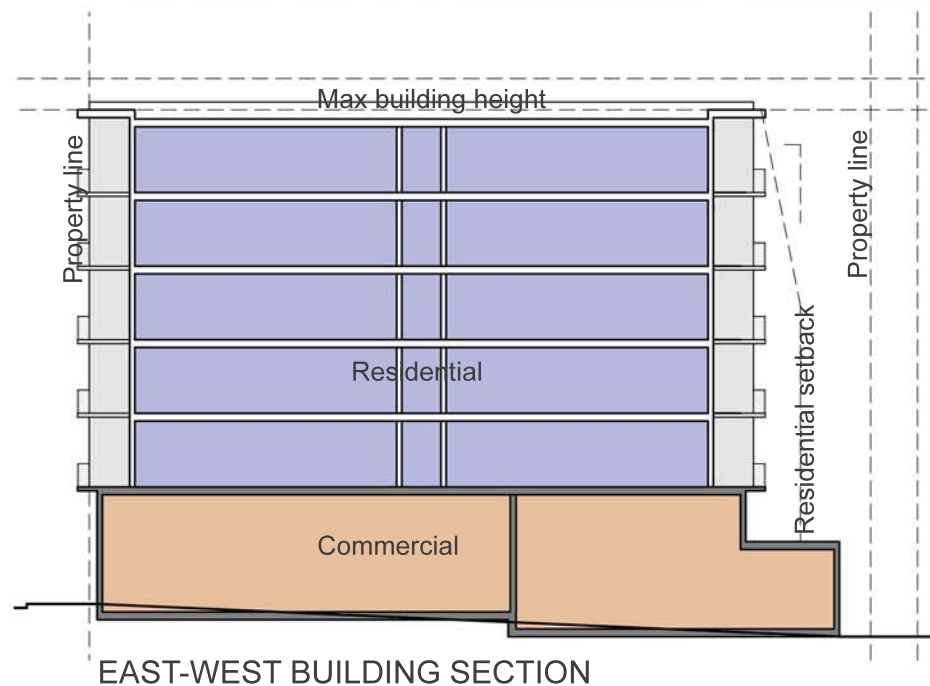 Max building height
Property line
Property line
Residential setback
Residential
Commercial
EAST-WEST BUILDING SECTION